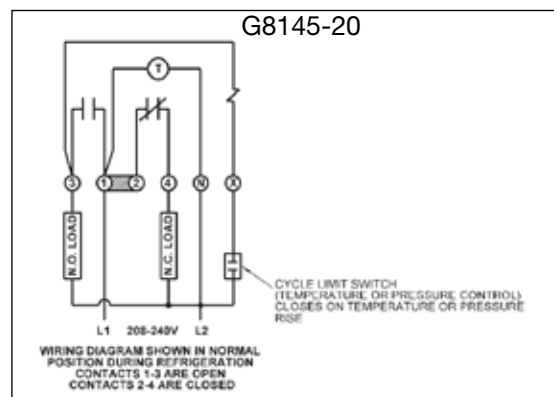 G8145-20
T
3 1 2 4 N X
N.O. LOAD
N.C. LOAD
CYCLE LIMIT SWITCH
(TEMPERATURE OR PRESSURE CONTROL)
CLOSES ON TEMPERATURE OR PRESSURE
RISE
L1 208-240V L2
WIRING DIAGRAM SHOWN IN NORMAL
POSITION DURING REFRIGERATION
CONTACTS 1-3 ARE OPEN
CONTACTS 2-4 ARE CLOSED